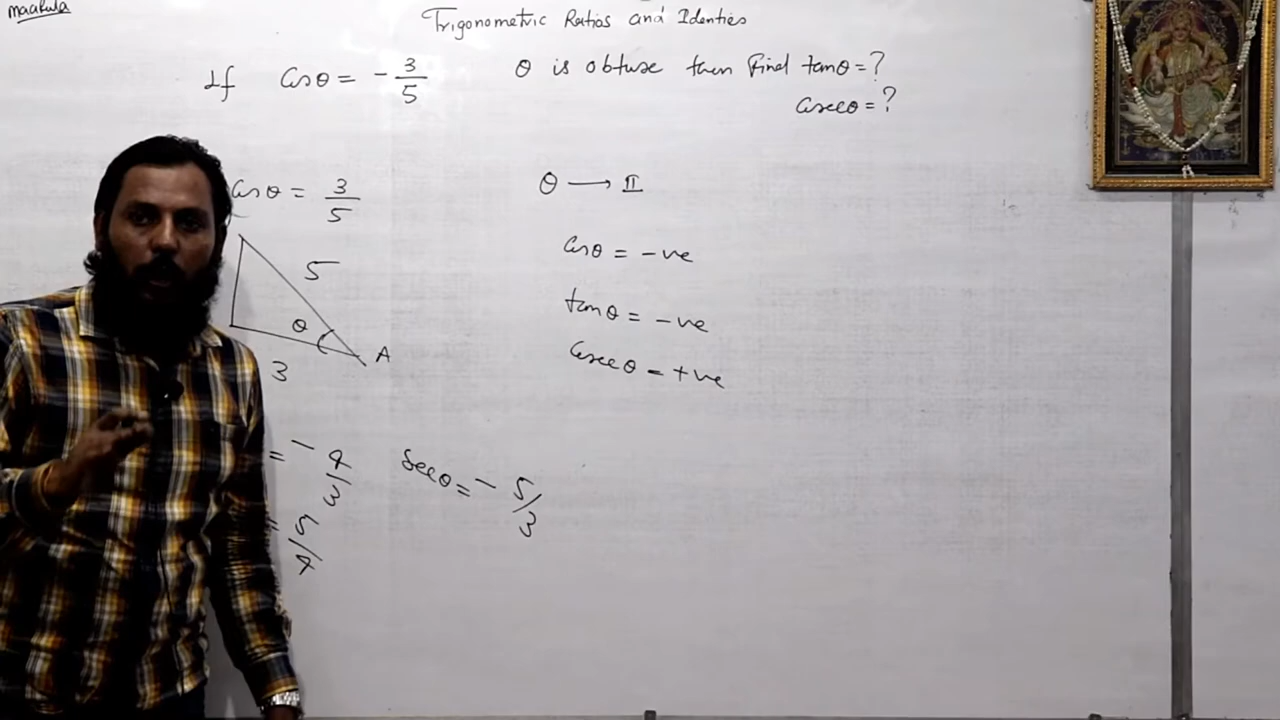 maakula
Trigonometric Ratios and Identies
If Cosθ = - 3/5 θ is obtuse then Find tanθ = ?
Cosecθ = ?
Cosθ = 3/5
5
θ
A
3
θ → II
Cosθ = -ve
tanθ = -ve
Cosecθ = +ve
= - 4/3
Secθ = - 5/3
= 5/4